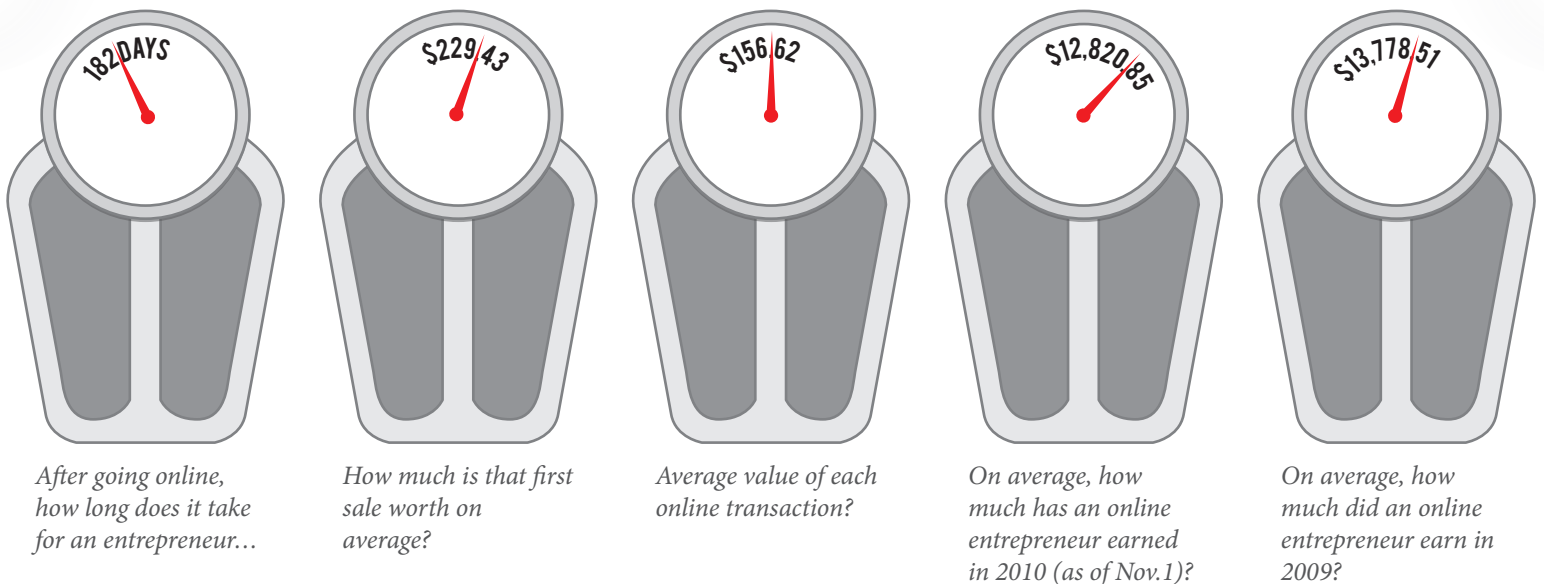 182 DAYS
After going online,
how long does it take
for an entrepreneur…
$229.43
How much is that first
sale worth on
average?
$156.62
Average value of each
online transaction?
$12,820.85
On average, how
much has an online
entrepreneur earned
in 2010 (as of Nov.1)?
$13,778.51
On average, how
much did an online
entrepreneur earn in
2009?